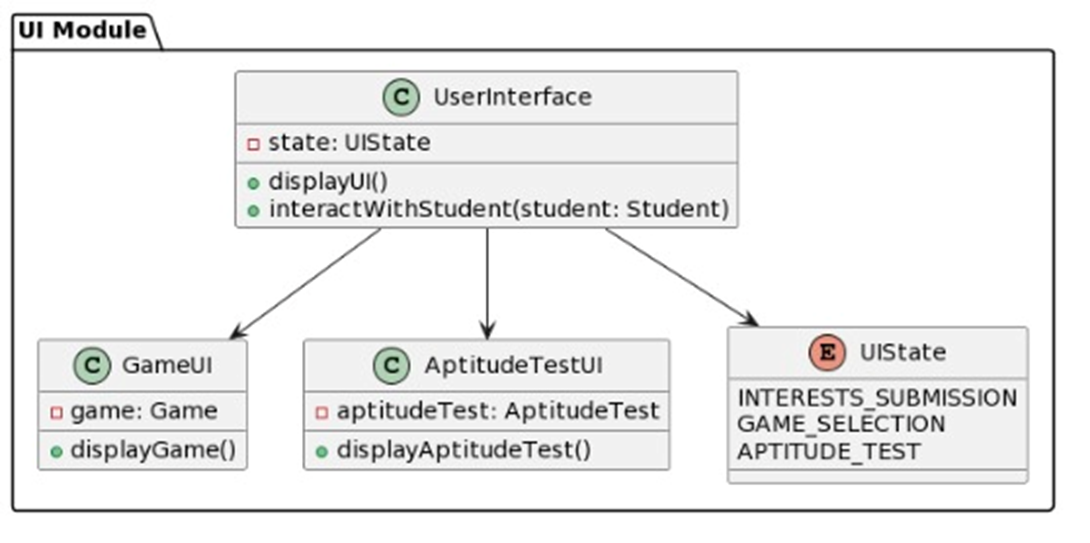 UI Module
C UserInterface
state: UIState
displayUI()
interactWithStudent(student: Student)
C GameUI
game: Game
displayGame()
C AptitudeTestUI
aptitudeTest: AptitudeTest
displayAptitudeTest()
E UIState
INTERESTS_SUBMISSION
GAME_SELECTION
APTITUDE_TEST